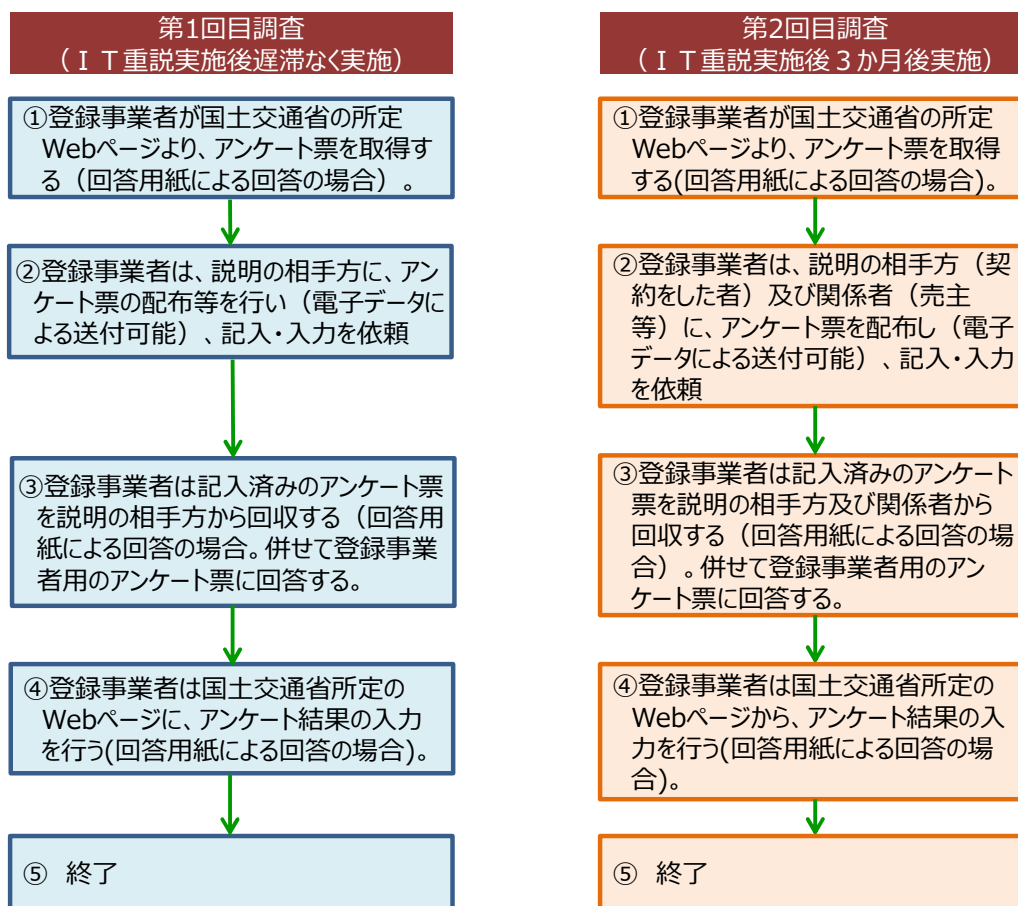 第1回目調査
（ＩＴ重説実施後遅滞なく実施）
①登録事業者が国土交通省の所定
Webページより、アンケート票を取得す
る（回答用紙による回答の場合）。
②登録事業者は、説明の相手方に、アン
ケート票の配布等を行い（電子データに
よる送付可能）、記入・入力を依頼
③登録事業者は記入済みのアンケート票
を説明の相手方から回収する（回答用
紙による回答の場合。併せて登録事業
者用のアンケート票に回答する。
④登録事業者は国土交通省所定の
Webページに、アンケート結果の入力
を行う(回答用紙による回答の場合)。
⑤ 終了
第2回目調査
（ＩＴ重説実施後３か月後実施）
①登録事業者が国土交通省の所定
Webページより、アンケート票を取得
する(回答用紙による回答の場合)。
②登録事業者は、説明の相手方（契
約をした者）及び関係者（売主
等）に、アンケート票を配布し（電子
データによる送付可能）、記入・入力
を依頼
③登録事業者は記入済みのアンケート
票を説明の相手方及び関係者から
回収する（回答用紙による回答の場
合）。併せて登録事業者用のアン
ケート票に回答する。
④登録事業者は国土交通省所定の
Webページから、アンケート結果の入
力を行う(回答用紙による回答の場
合)。
⑤ 終了